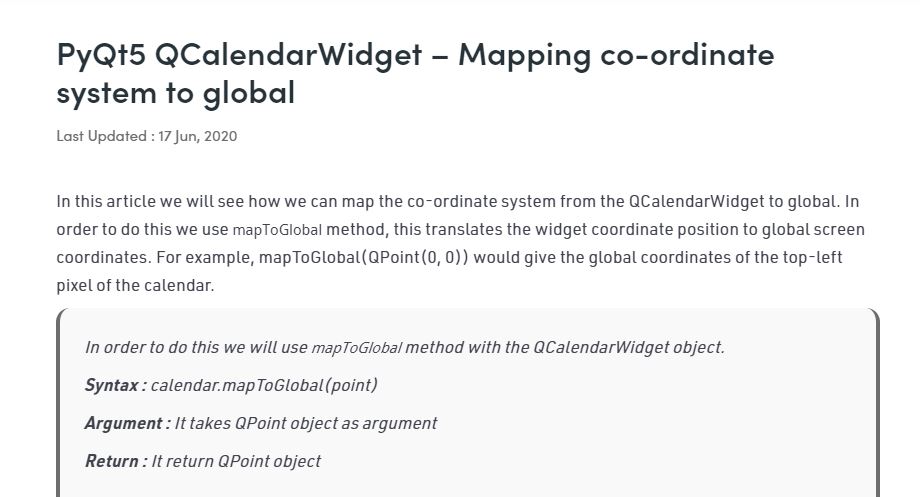 PyQt5 QCalendarWidget – Mapping co-ordinate
system to global
Last Updated : 17 Jun, 2020
In this article we will see how we can map the co-ordinate system from the QCalendarWidget to global. In
order to do this we use mapToGlobal method, this translates the widget coordinate position to global screen
coordinates. For example, mapToGlobal(QPoint(0, 0)) would give the global coordinates of the top-left
pixel of the calendar.
In order to do this we will use mapToGlobal method with the QCalendarWidget object.
Syntax : calendar.mapToGlobal(point)
Argument : It takes QPoint object as argument
Return : It return QPoint object